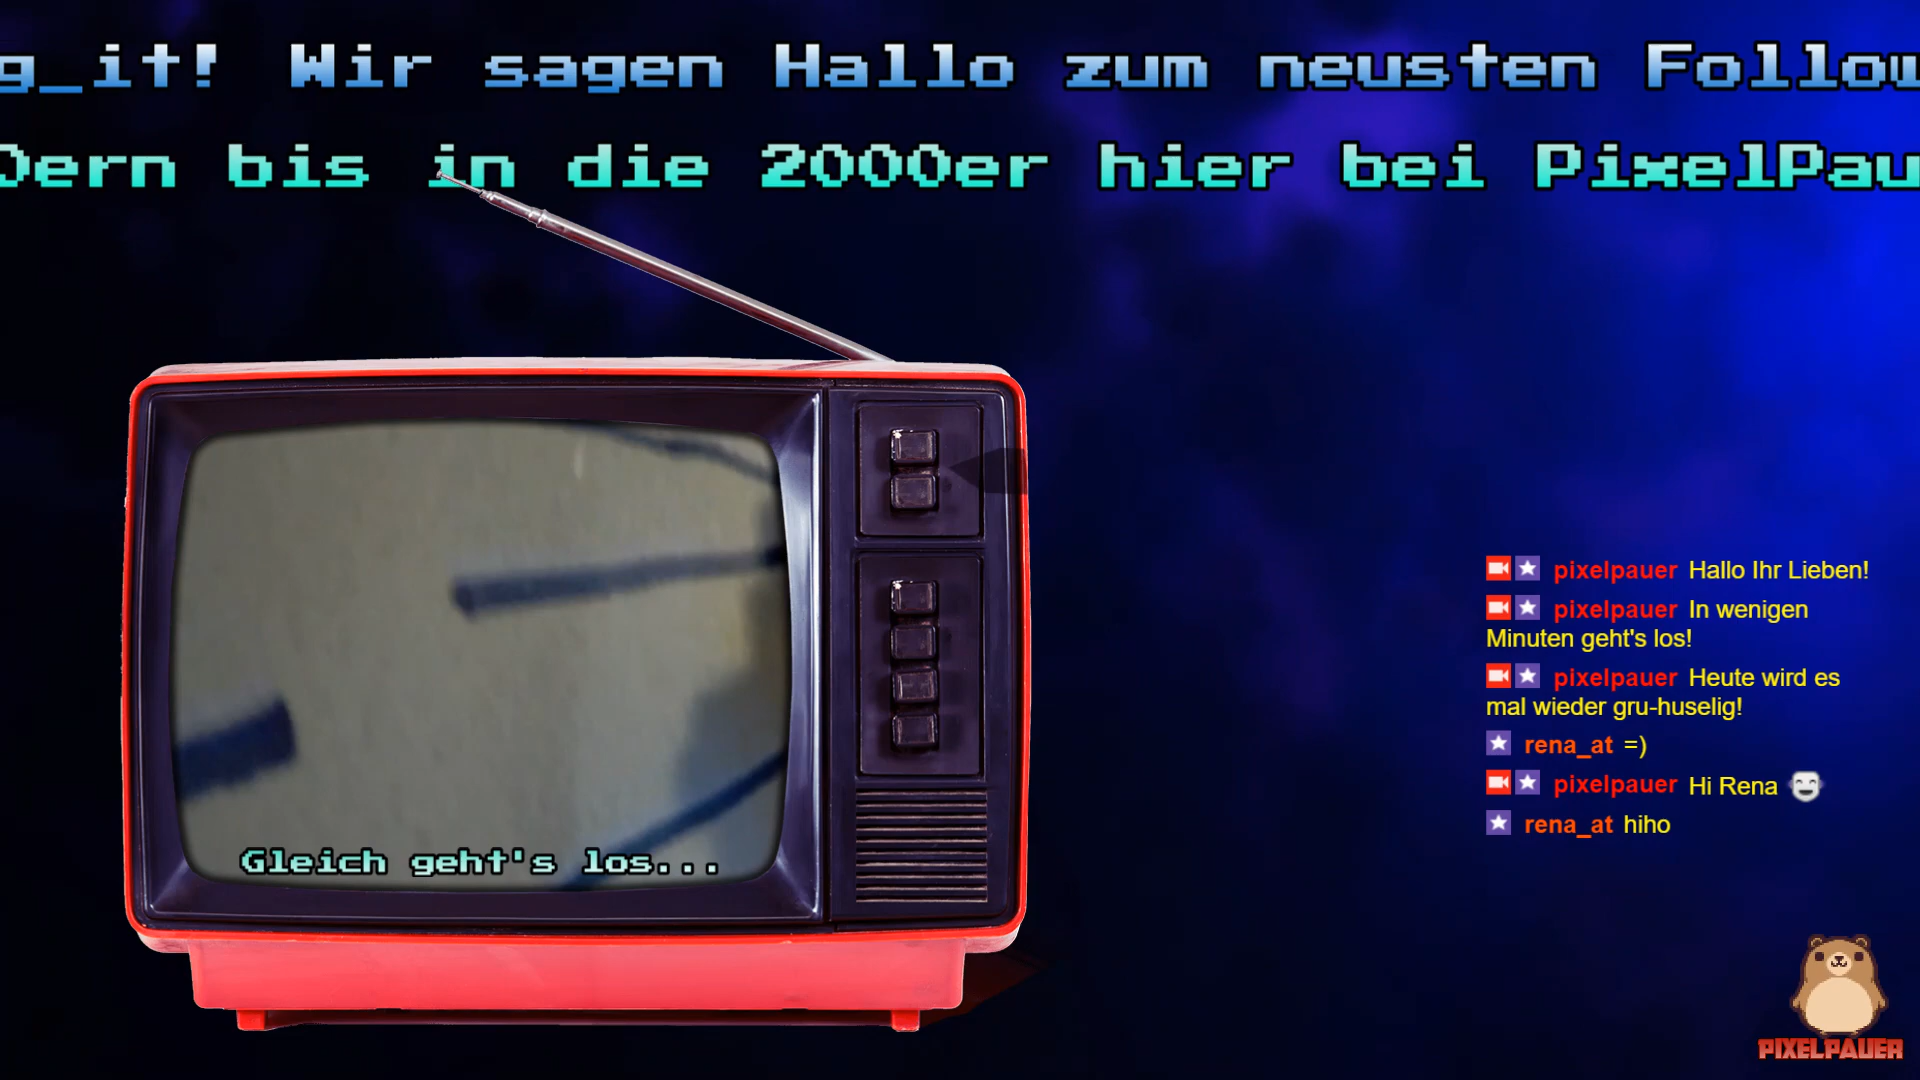 g_it! Wir sagen Hallo zum neusten Follow
0ern bis in die 2000er hier bei PixelPau
pixelpauer Hallo Ihr Lieben!
pixelpauer In wenigen
Minuten geht's los!
pixelpauer Heute wird es
mal wieder gru-huselig!
rena_at =)
pixelpauer Hi Rena
rena_at hiho
Gleich geht's los...
PIXELPAUER